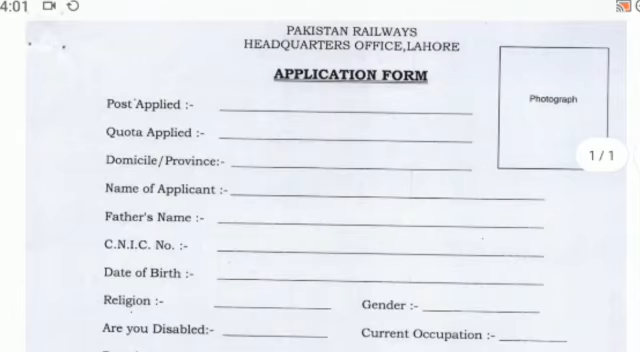 4:01
PAKISTAN RAILWAYS
HEADQUARTERS OFFICE,LAHORE
APPLICATION FORM
Photograph
Post Applied :-
Quota Applied :-
Domicile/Province:-
1/1
Name of Applicant :-
Father's Name :-
C.N.I.C. No. :-
Date of Birth :-
Religion :- Gender :-
Are you Disabled:- Current Occupation :-